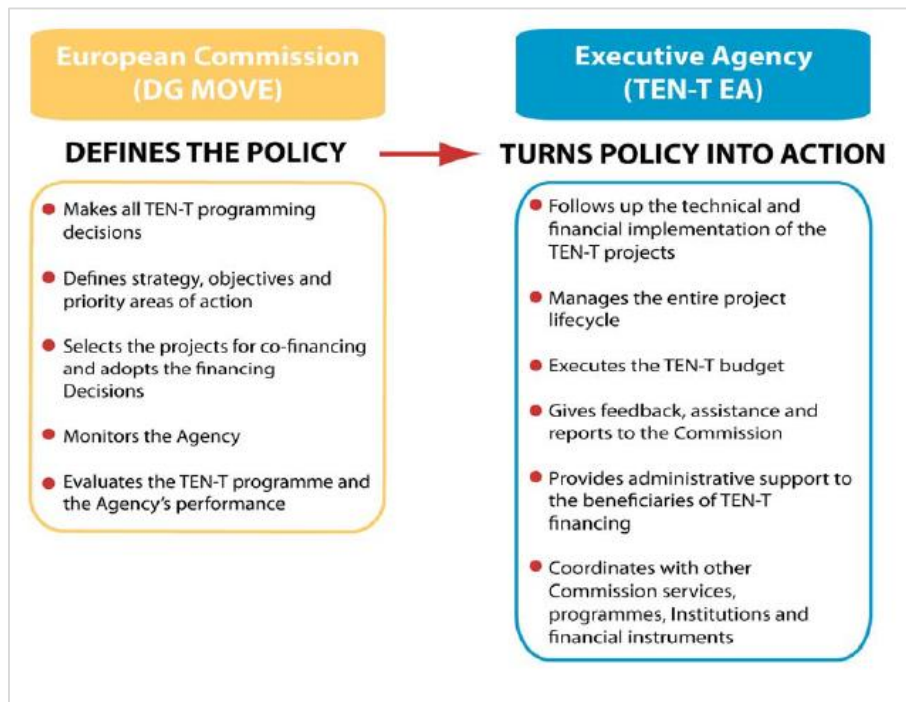 European Commission
(DG MOVE)
DEFINES THE POLICY
Makes all TEN-T programming
decisions
Defines strategy, objectives and
priority areas of action
Selects the projects for co-financing
and adopts the financing
Decisions
Monitors the Agency
Evaluates the TEN-T programme and
the Agency's performance
Executive Agency
(TEN-T EA)
TURNS POLICY INTO ACTION
Follows up the technical and
financial implementation of the
TEN-T projects
Manages the entire project
lifecycle
Executes the TEN-T budget
Gives feedback, assistance and
reports to the Commission
Provides administrative support to
the beneficiaries of TEN-T
financing
Coordinates with other
Commission services,
programmes, Institutions and
financial instruments